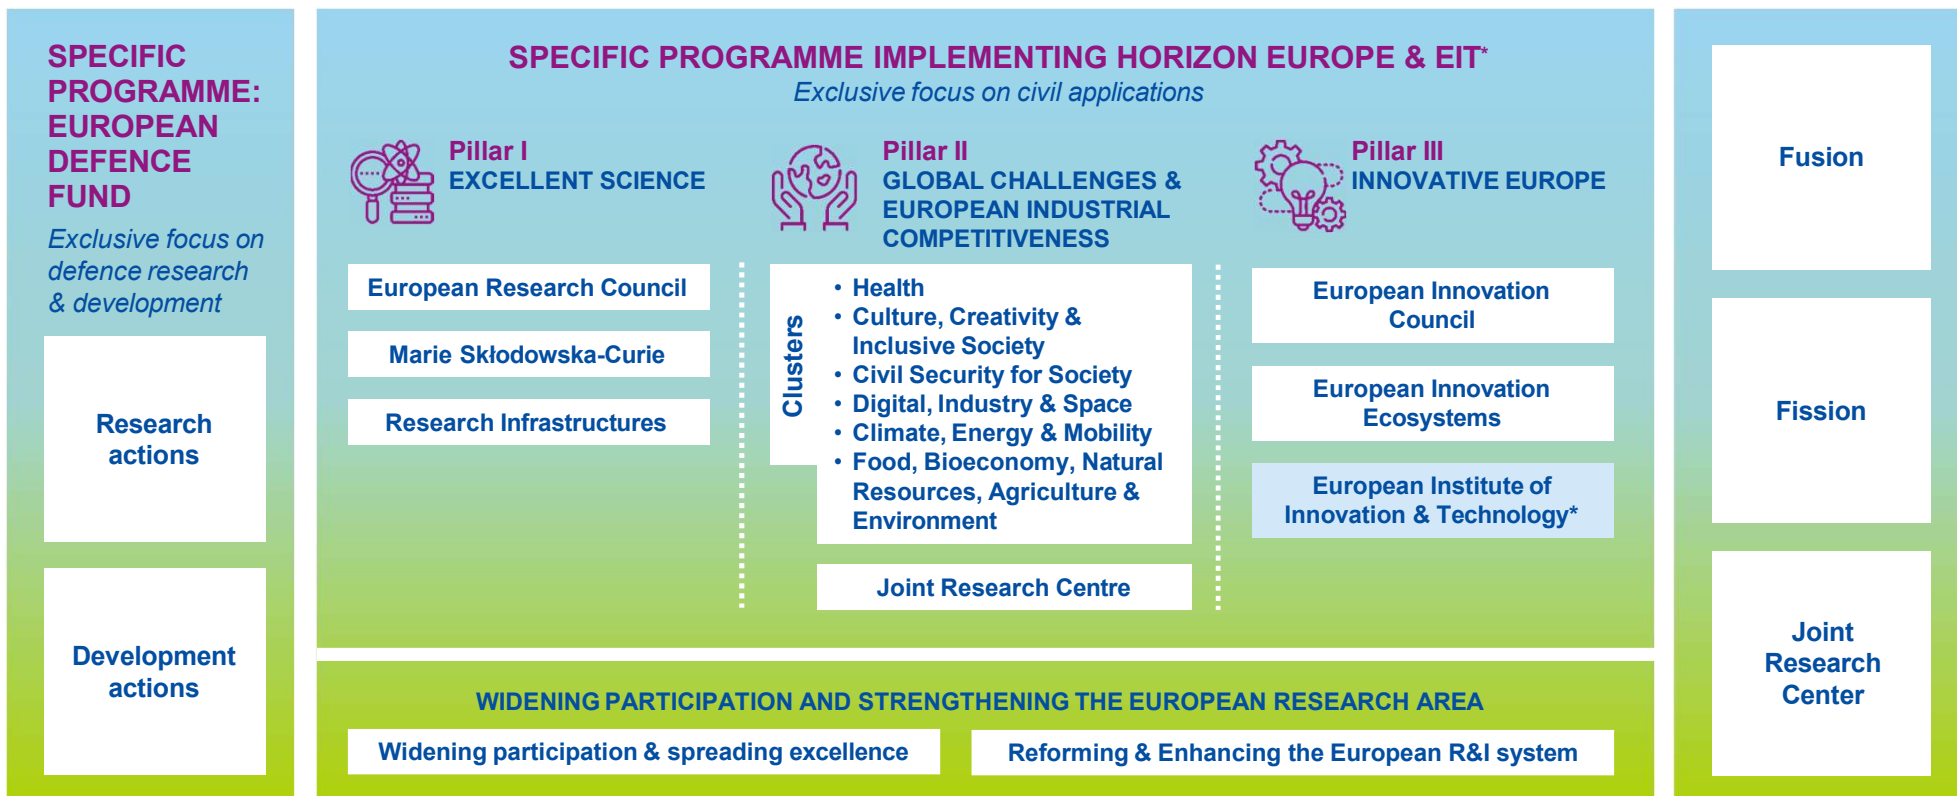 SPECIFIC
PROGRAMME:
EUROPEAN
DEFENCE
FUND
Exclusive focus on
defence research
& development
Research
actions
Development
actions
SPECIFIC PROGRAMME IMPLEMENTING HORIZON EUROPE & EIT*
Exclusive focus on civil applications
Pillar I
EXCELLENT SCIENCE
European Research Council
Marie Skłodowska-Curie
Research Infrastructures
Pillar II
GLOBAL CHALLENGES &
EUROPEAN INDUSTRIAL
COMPETITIVENESS
Clusters
• Health
• Culture, Creativity &
Inclusive Society
• Civil Security for Society
• Digital, Industry & Space
• Climate, Energy & Mobility
• Food, Bioeconomy, Natural
Resources, Agriculture &
Environment
Joint Research Centre
Pillar III
INNOVATIVE EUROPE
European Innovation
Council
European Innovation
Ecosystems
European Institute of
Innovation & Technology*
WIDENING PARTICIPATION AND STRENGTHENING THE EUROPEAN RESEARCH AREA
Widening participation & spreading excellence
Reforming & Enhancing the European R&I system
Fusion
Fission
Joint
Research
Center